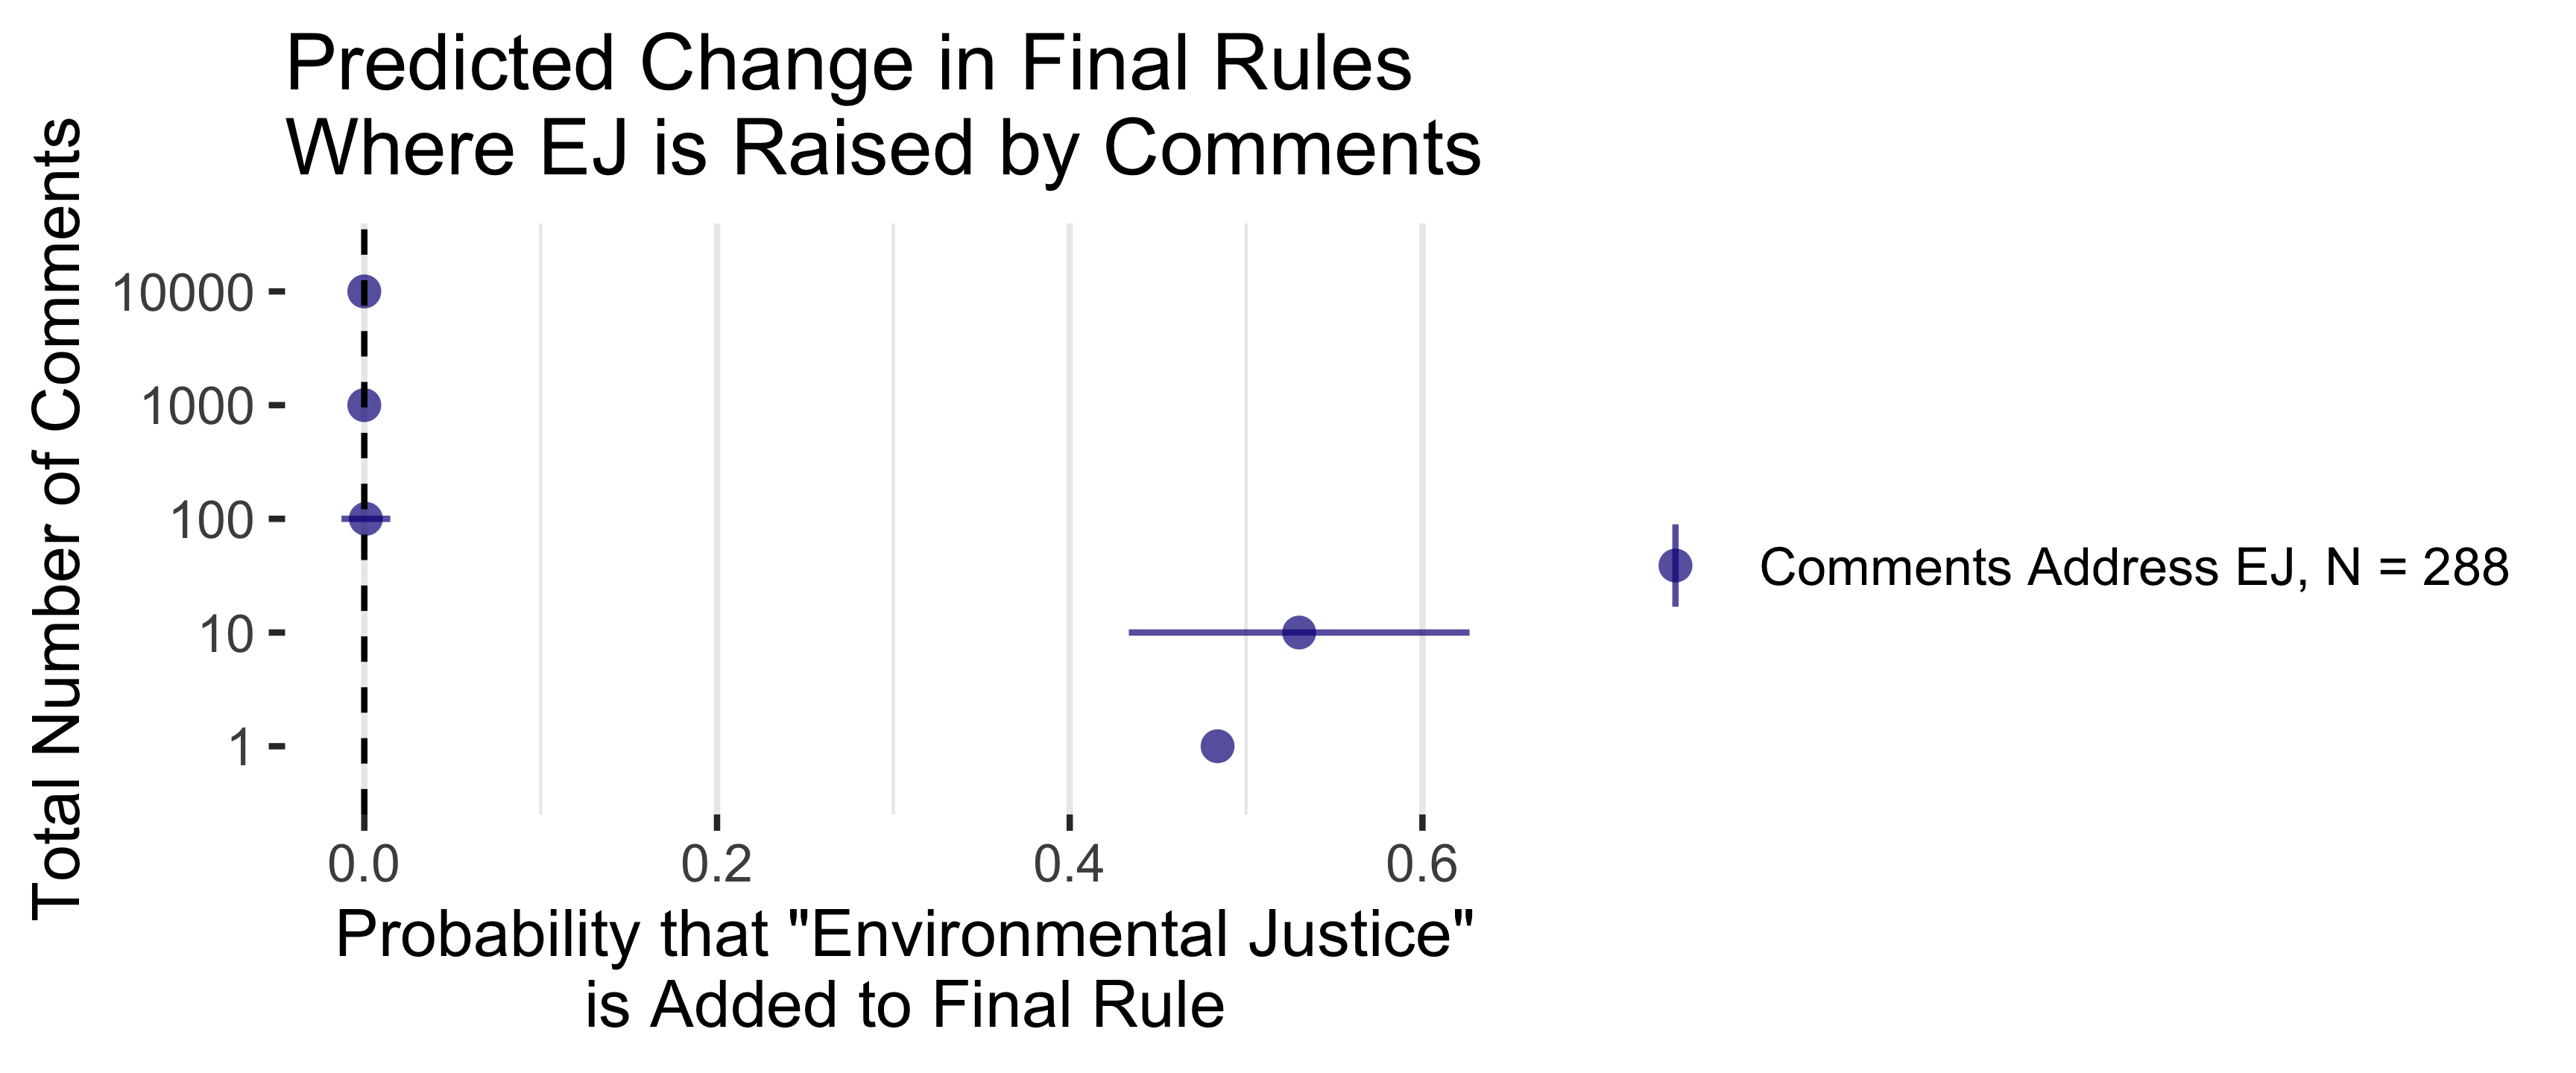 Predicted Change in Final Rules
Where EJ is Raised by Comments
Total Number of Comments
10000
1000
100
10
1
0.0 0.2 0.4 0.6
Probability that "Environmental Justice"
is Added to Final Rule
Comments Address EJ, N = 288